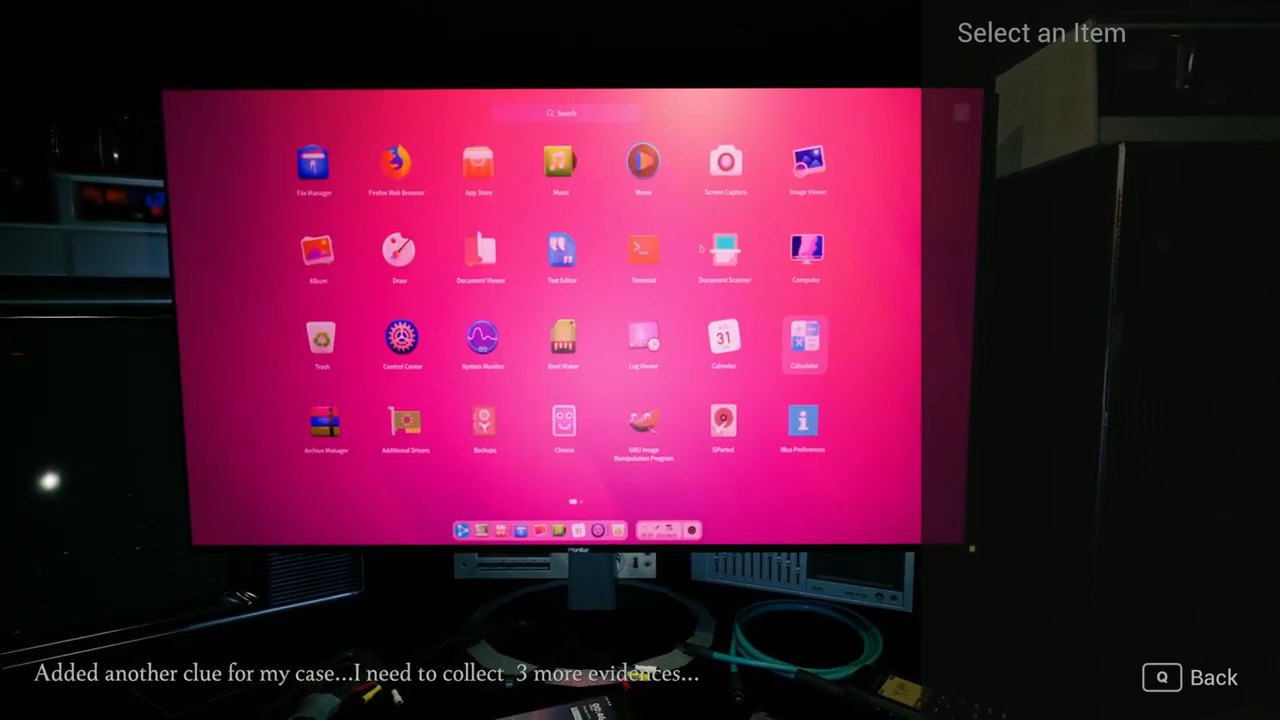 Select an Item
Search
File Manager
Firefox Web Browser
App Store
Music
Movie
Screen Capture
Image Viewer
Album
Draw
Document Viewer
Text Editor
Terminal
Document Scanner
Computer
Trash
Control Center
System Monitor
Boot Maker
Log Viewer
31
Calendar
Calculator
Archive Manager
Additional Drivers
Backups
Cheese
GNU Image
Manipulation Program
GParted
IBus Preferences
Monitor
Added another clue for my case...I need to collect 3 more evidences...
Q Back